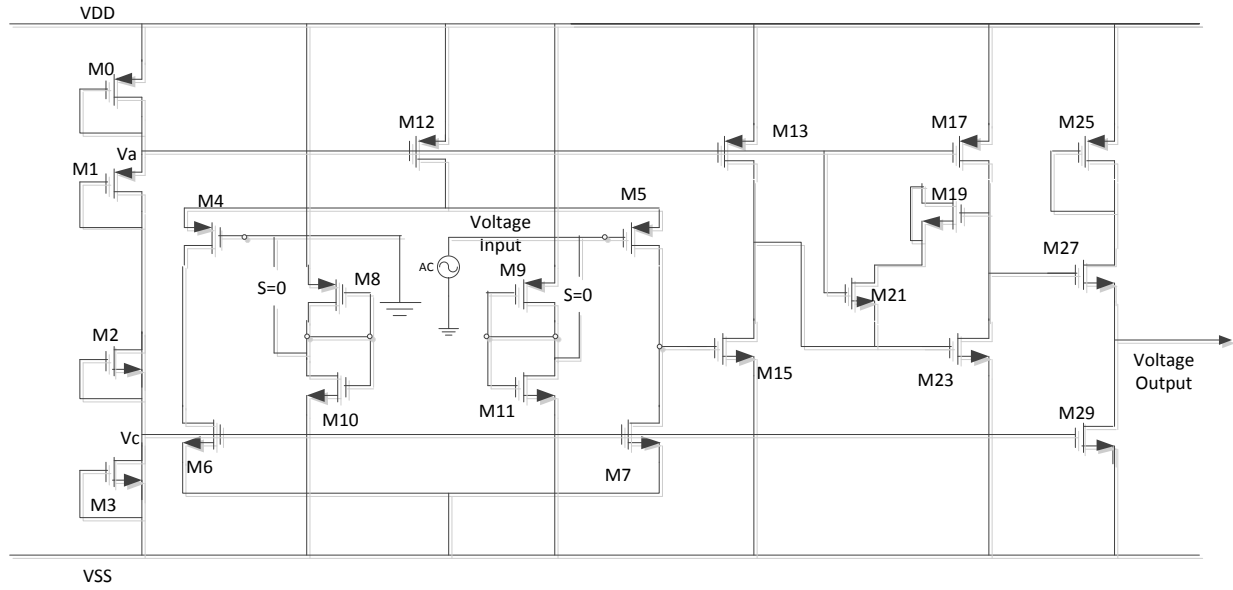 VDD
M0
M12
M13
M17
M25
Va
M1
M4
M5
M19
Voltage
input
M27
AC
M9
M8
S=0
S=0
M21
M2
Voltage
Output
M15
M23
M10
M11
M29
Vc
M6
M7
M3
VSS